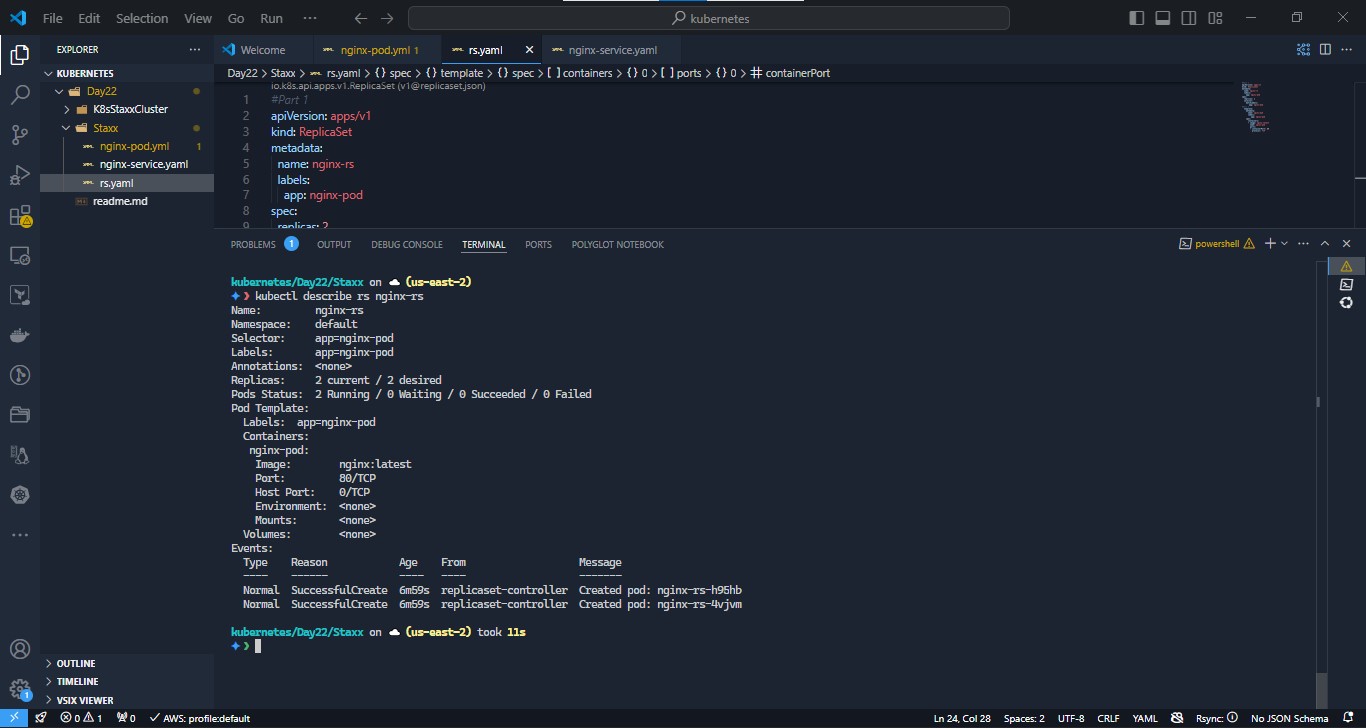 File Edit Selection View Go Run ··· kubernetes
EXPLORER ···
Welcome nginx-pod.yml 1 rs.yaml nginx-service.yaml
KUBERNETES
Day22
K8sStaxxCluster
Staxx
nginx-pod.yml 1
nginx-service.yaml
rs.yaml
readme.md
OUTLINE
TIMELINE
VSIX VIEWER
Day22 > Staxx > rs.yaml > {} spec > {} template > {} spec > [ ] containers > {} 0 > [ ] ports > {} 0 > containerPort
io.k8s.api.apps.v1.ReplicaSet (v1@replicaset.json)
1 #Part 1
2 apiVersion: apps/v1
3 kind: ReplicaSet
4 metadata:
5 name: nginx-rs
6 labels:
7 app: nginx-pod
8 spec:
9 replicas: 2
PROBLEMS 1 OUTPUT DEBUG CONSOLE TERMINAL PORTS POLYGLOT NOTEBOOK powershell
kubernetes/Day22/Staxx on (us-east-2)
❯ kubectl describe rs nginx-rs
Name: nginx-rs
Namespace: default
Selector: app=nginx-pod
Labels: app=nginx-pod
Annotations: <none>
Replicas: 2 current / 2 desired
Pods Status: 2 Running / 0 Waiting / 0 Succeeded / 0 Failed
Pod Template:
Labels: app=nginx-pod
Containers:
nginx-pod:
Image: nginx:latest
Port: 80/TCP
Host Port: 0/TCP
Environment: <none>
Mounts: <none>
Volumes: <none>
Events:
Type Reason Age From Message
---- ------ ---- ---- -------
Normal SuccessfulCreate 6m59s replicaset-controller Created pod: nginx-rs-h95hb
Normal SuccessfulCreate 6m59s replicaset-controller Created pod: nginx-rs-4vjvm
kubernetes/Day22/Staxx on (us-east-2) took 11s
❯
1
0 1 0 AWS: profile:default Ln 24, Col 28 Spaces: 2 UTF-8 CRLF YAML Rsync: No JSON Schema